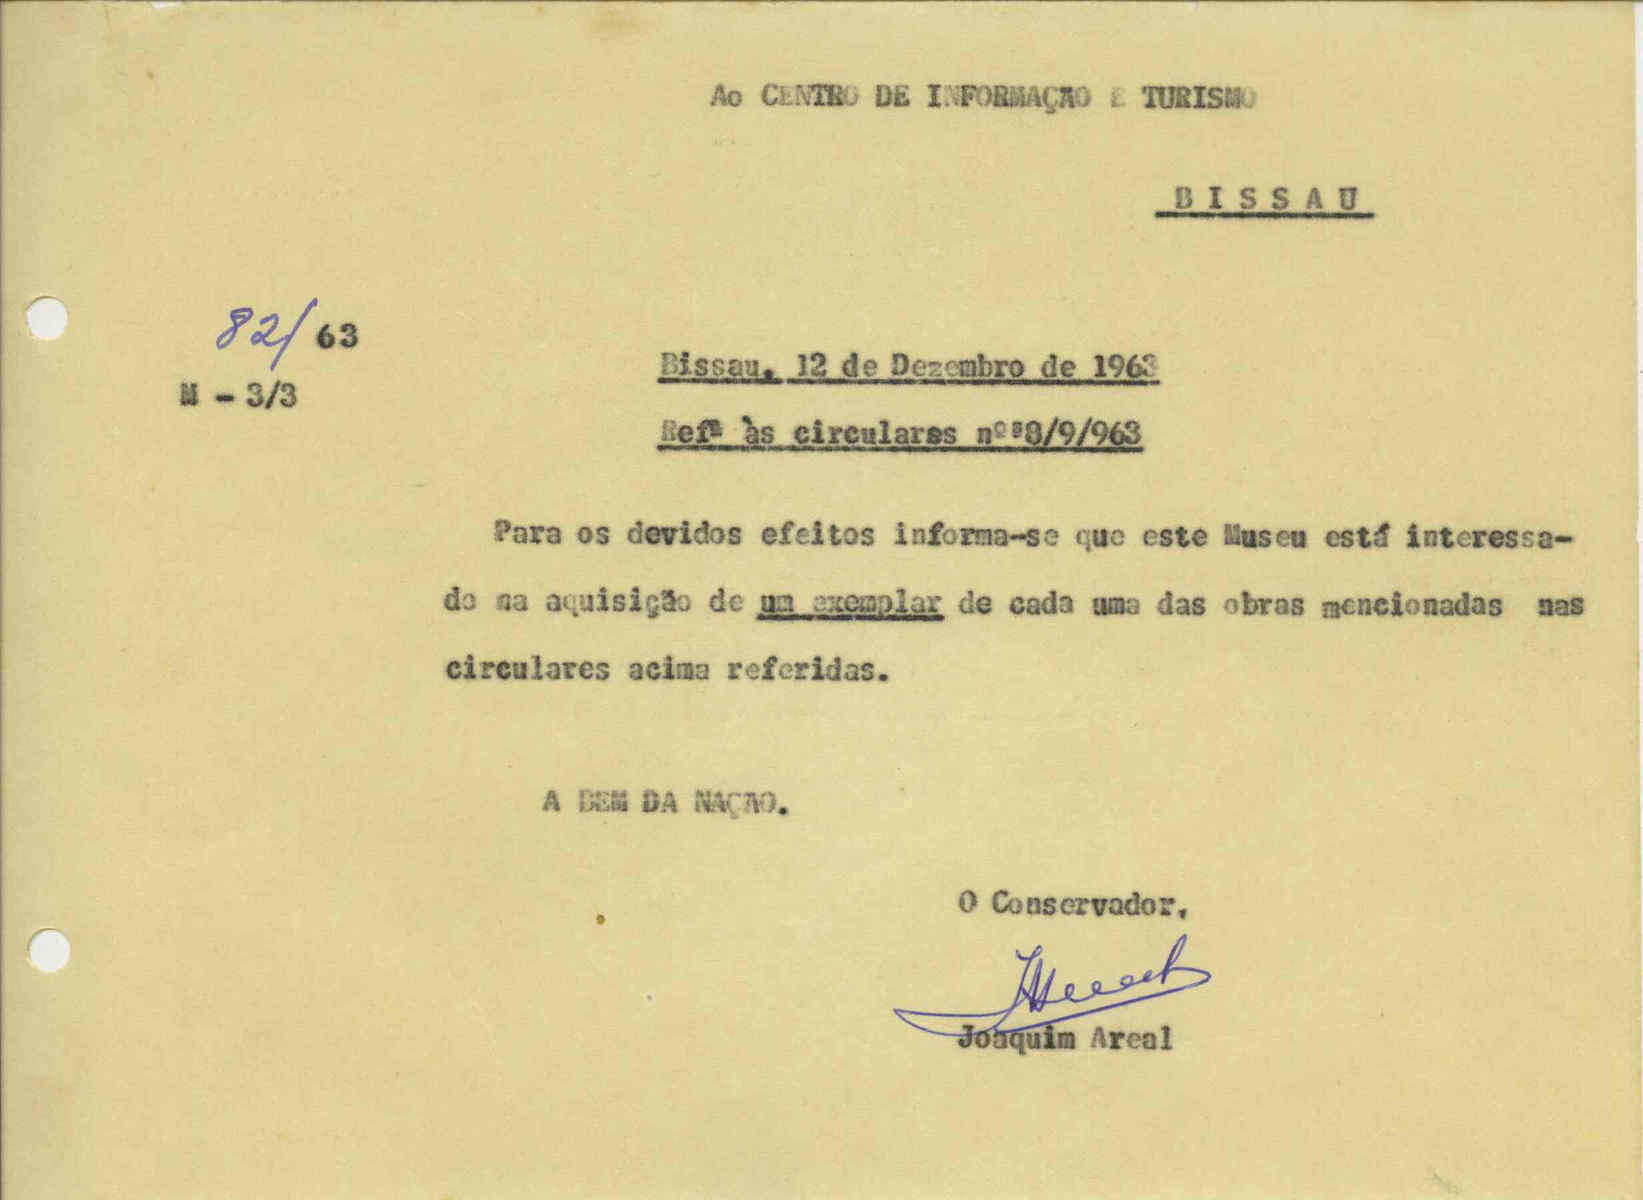 Ao CENTRO DE INFORMAÇÃO E TURISMO
BISSAU
82/63
M - 3/3
Bissau, 12 de Dezembro de 1963
Refª às circulares nºs8/9/963
Para os devidos efeitos informa-se que este Museu está interessa-
do na aquisição de um exemplar de cada uma das obras mencionadas nas
circulares acima referidas.
A BEM DA NAÇÃO.
O Conservador,
Joaquim Areal